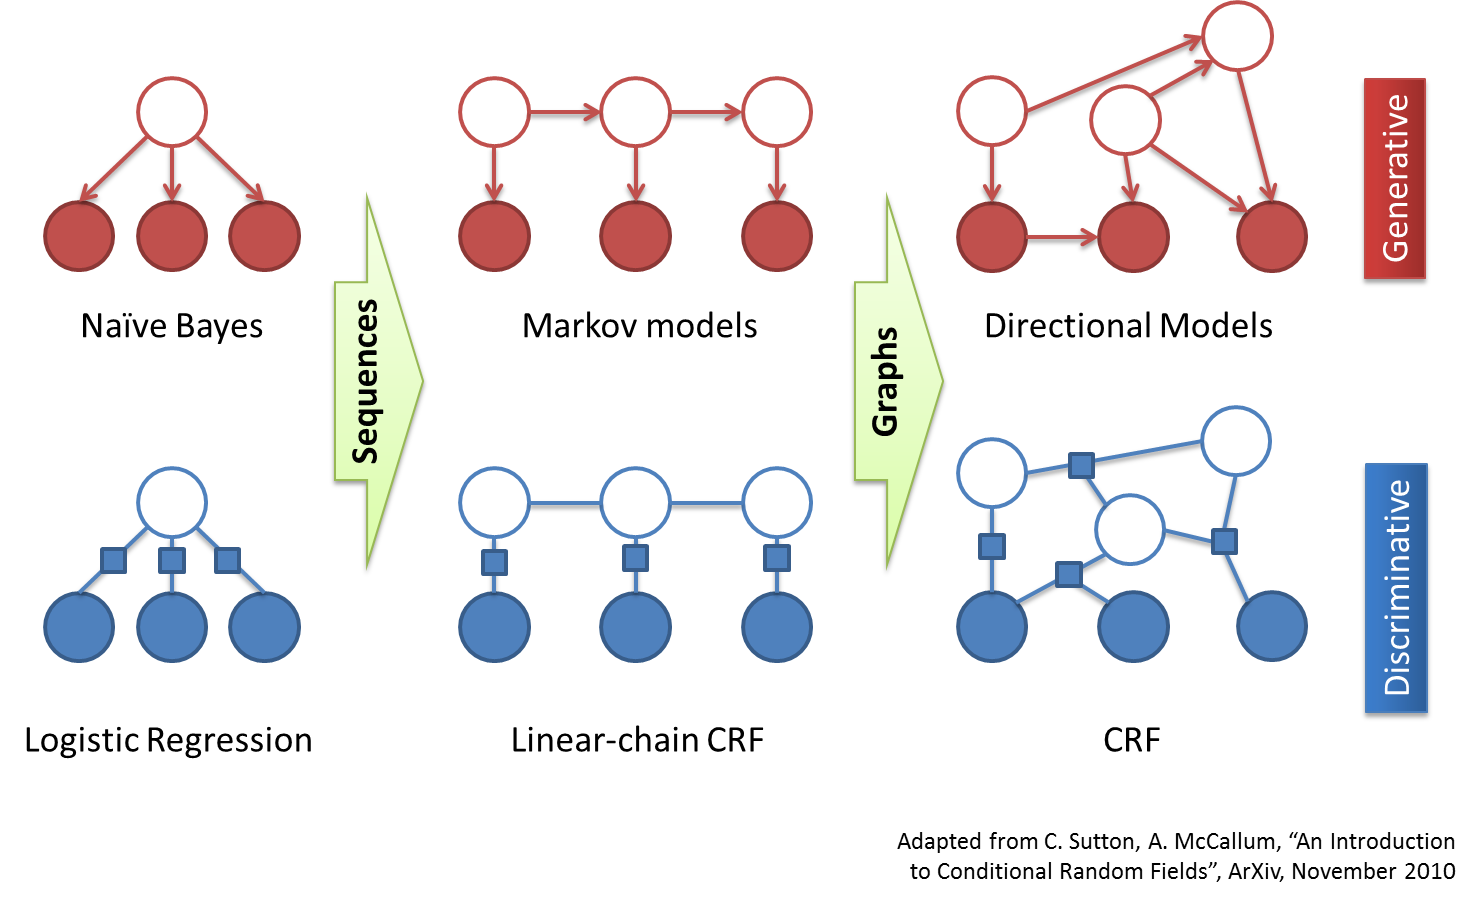 Naïve Bayes
Sequences
Markov models
Graphs
Directional Models
Generative
Logistic Regression
Linear-chain CRF
CRF
Discriminative
Adapted from C. Sutton, A. McCallum, “An Introduction
to Conditional Random Fields”, ArXiv, November 2010